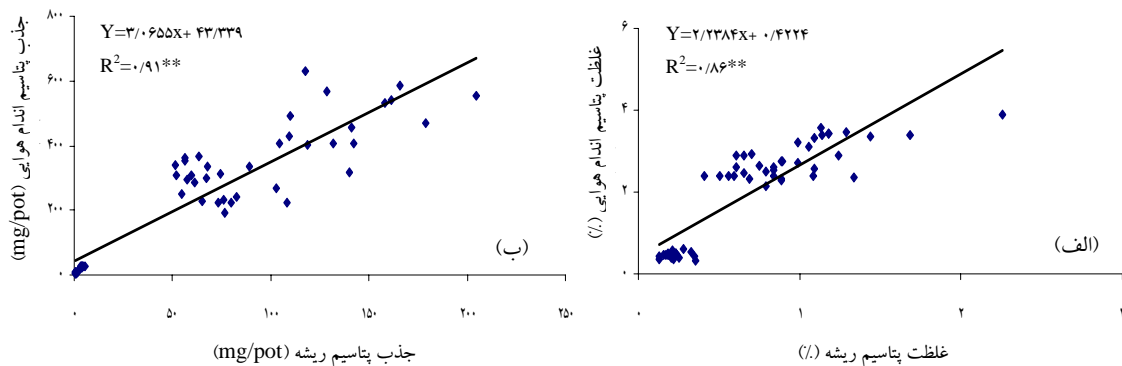 Y=۲/۲۳۸۴x+ ۰/۴۲۲۴
R²=۰/۸۶**
غلظت پتاسیم اندام هوایی (٪)
۶
۴
۲
۰
(الف)
۰ ۱ ۲
غلظت پتاسیم ریشه (٪)
Y=۳/۰۶۵۵x+ ۴۳/۳۳۹
R²=۰/۹۱**
جذب پتاسیم اندام هوایی (mg/pot)
۸۰۰
۶۰۰
۴۰۰
۲۰۰
۰
(ب)
۰ ۵۰ ۱۰۰ ۱۵۰ ۲۰۰ ۲۵۰
جذب پتاسیم ریشه (mg/pot)